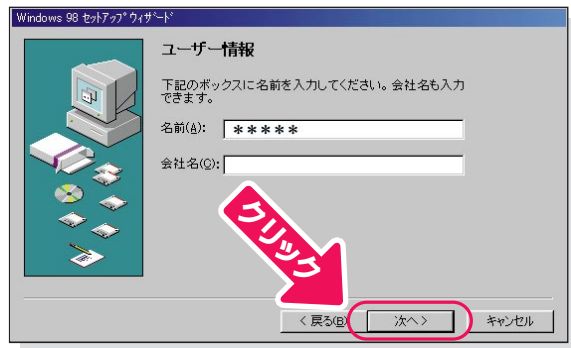 Windows 98 ｾｯﾄｱｯﾌﾟ ｳｨｻﾞｰﾄﾞ
ユーザー情報
下記のボックスに名前を入力してください。会社名も入力
できます。
名前(A): *****
会社名(C):
クリック
< 戻る(B) 次へ > キャンセル